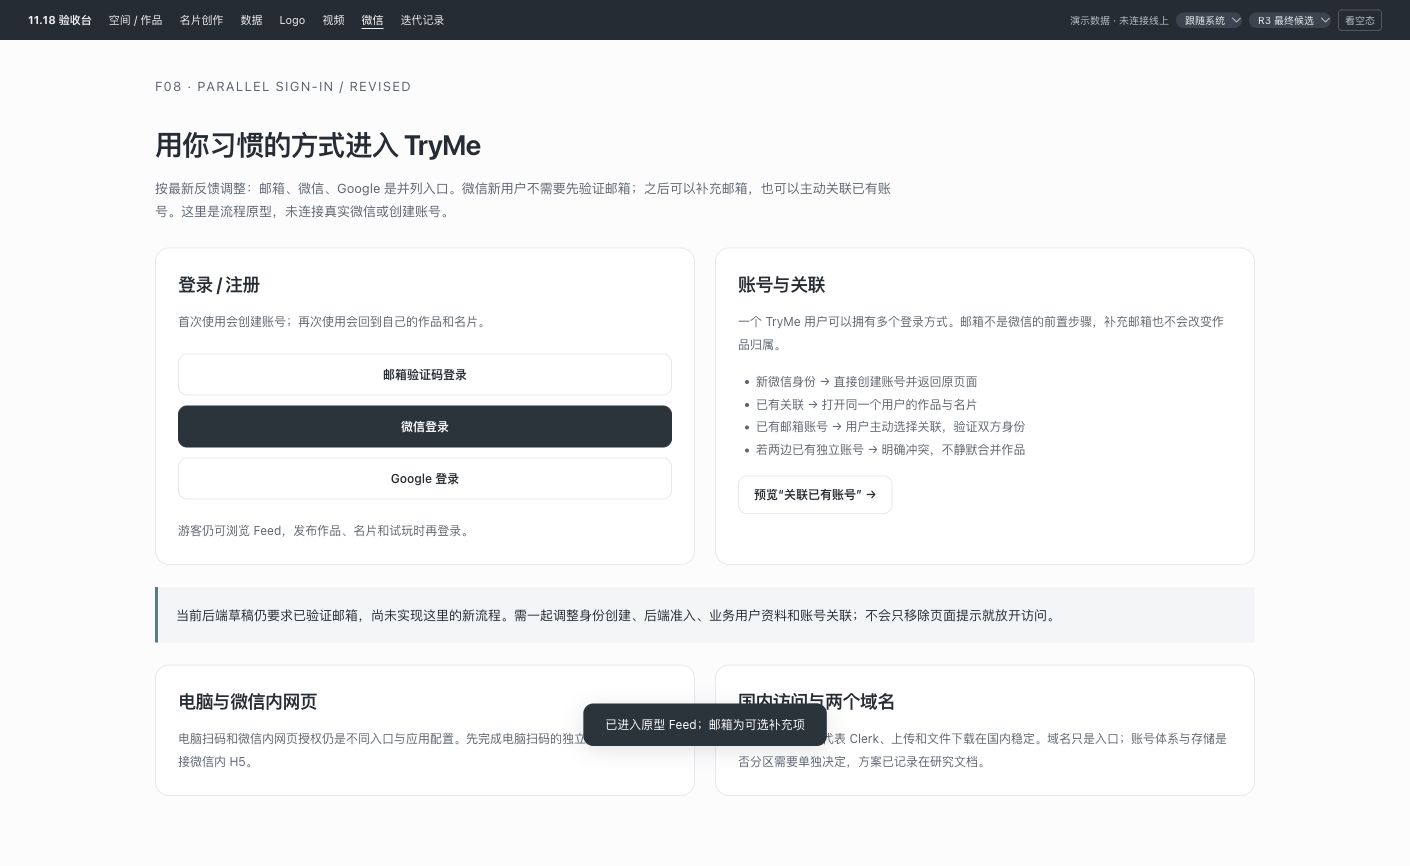 11.18 验收台 空间 / 作品 名片创作 数据 Logo 视频 微信 迭代记录 演示数据 · 未连接线上 跟随系统 R3 最终候选 看空态
F08 · PARALLEL SIGN-IN / REVISED
用你习惯的方式进入 TryMe
按最新反馈调整：邮箱、微信、Google 是并列入口。微信新用户不需要先验证邮箱；之后可以补充邮箱，也可以主动关联已有账
号。这里是流程原型，未连接真实微信或创建账号。
登录 / 注册
首次使用会创建账号；再次使用会回到自己的作品和名片。
邮箱验证码登录
微信登录
Google 登录
游客仍可浏览 Feed，发布作品、名片和试玩时再登录。
账号与关联
一个 TryMe 用户可以拥有多个登录方式。邮箱不是微信的前置步骤，补充邮箱也不会改变作
品归属。
• 新微信身份 → 直接创建账号并返回原页面
• 已有关联 → 打开同一个用户的作品与名片
• 已有邮箱账号 → 用户主动选择关联，验证双方身份
• 若两边已有独立账号 → 明确冲突，不静默合并作品
预览“关联已有账号” →
当前后端草稿仍要求已验证邮箱，尚未实现这里的新流程。需一起调整身份创建、后端准入、业务用户资料和账号关联；不会只移除页面提示就放开访问。
电脑与微信内网页
电脑扫码和微信内网页授权仍是不同入口与应用配置。先完成电脑扫码的独立
接微信内 H5。
国内访问与两个域名
代表 Clerk、上传和文件下载在国内稳定。域名只是入口；账号体系与存储是
否分区需要单独决定，方案已记录在研究文档。
已进入原型 Feed；邮箱为可选补充项